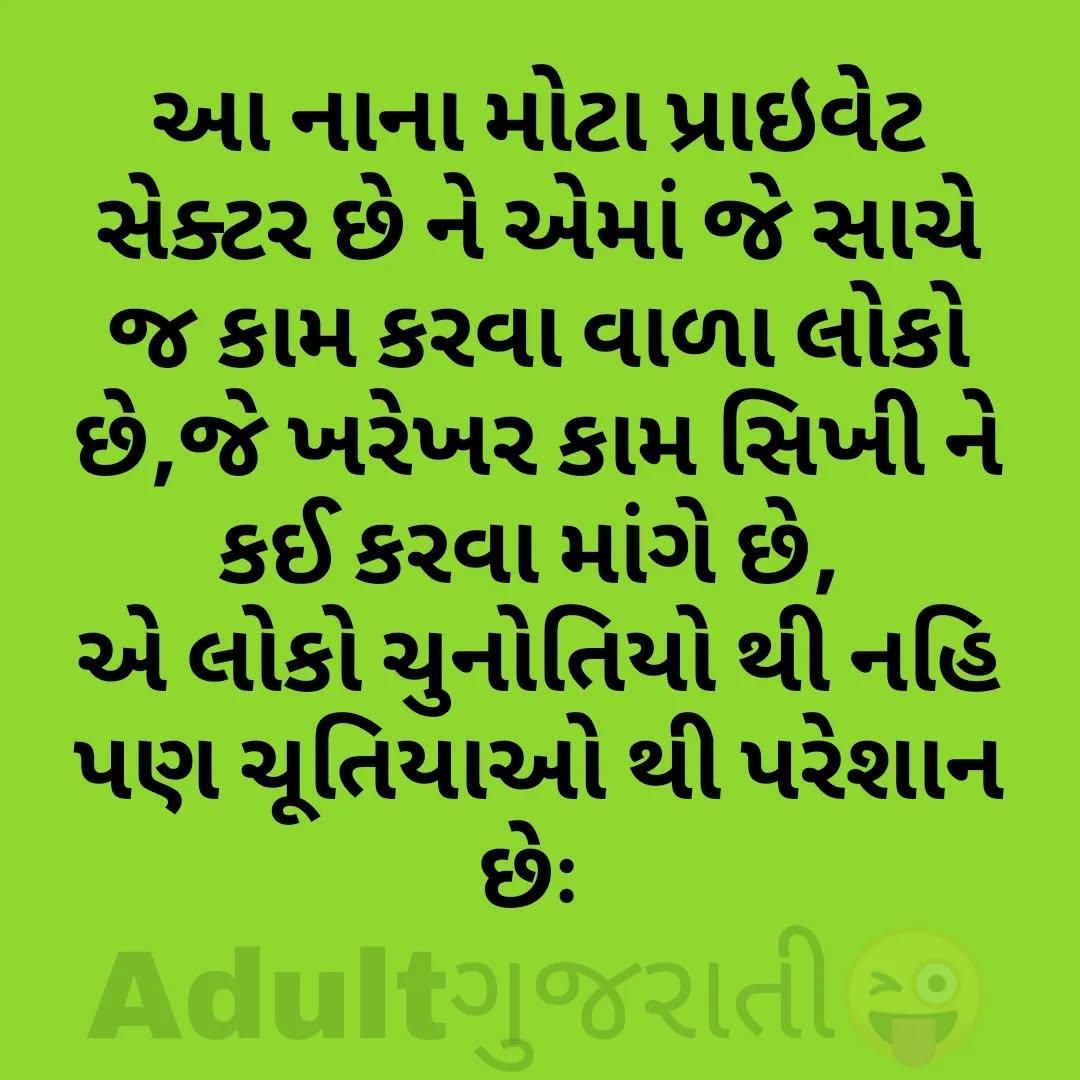 આ નાના મોટા પ્રાઇવેટ
સેક્ટર છે ને એમાં જે સાચે
જ કામ કરવા વાળા લોકો
છે,જે ખરેખર કામ સિખી ને
કઈ કરવા માંગે છે,
એ લોકો ચુનોતિયો થી નહિ
પણ ચૂતિયાઓ થી પરેશાન
છેઃ
Adultગુજરાતી😜